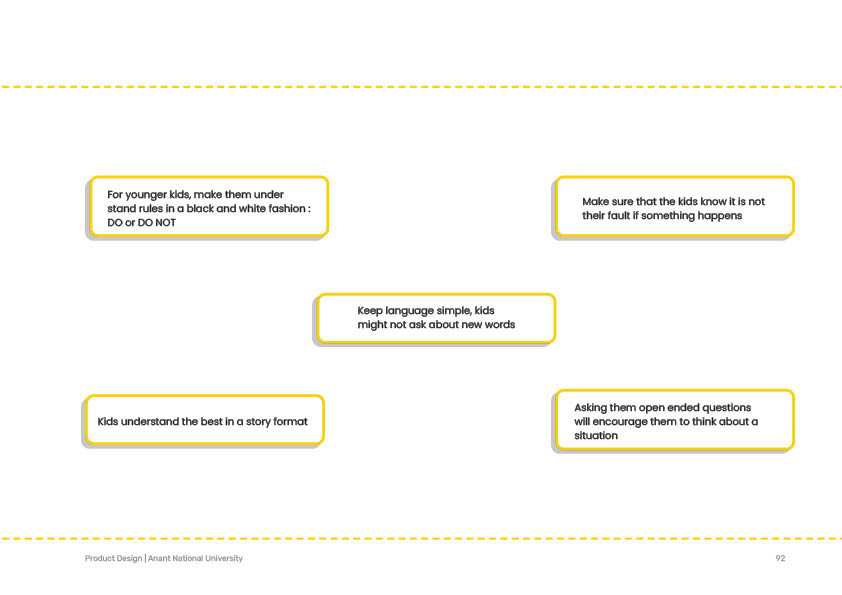 For younger kids, make them under
stand rules in a black and white fashion :
DO or DO NOT
Make sure that the kids know it is not
their fault if something happens
Keep language simple, kids
might not ask about new words
Kids understand the best in a story format
Asking them open ended questions
will encourage them to think about a
situation
Product Design | Anant National University
92